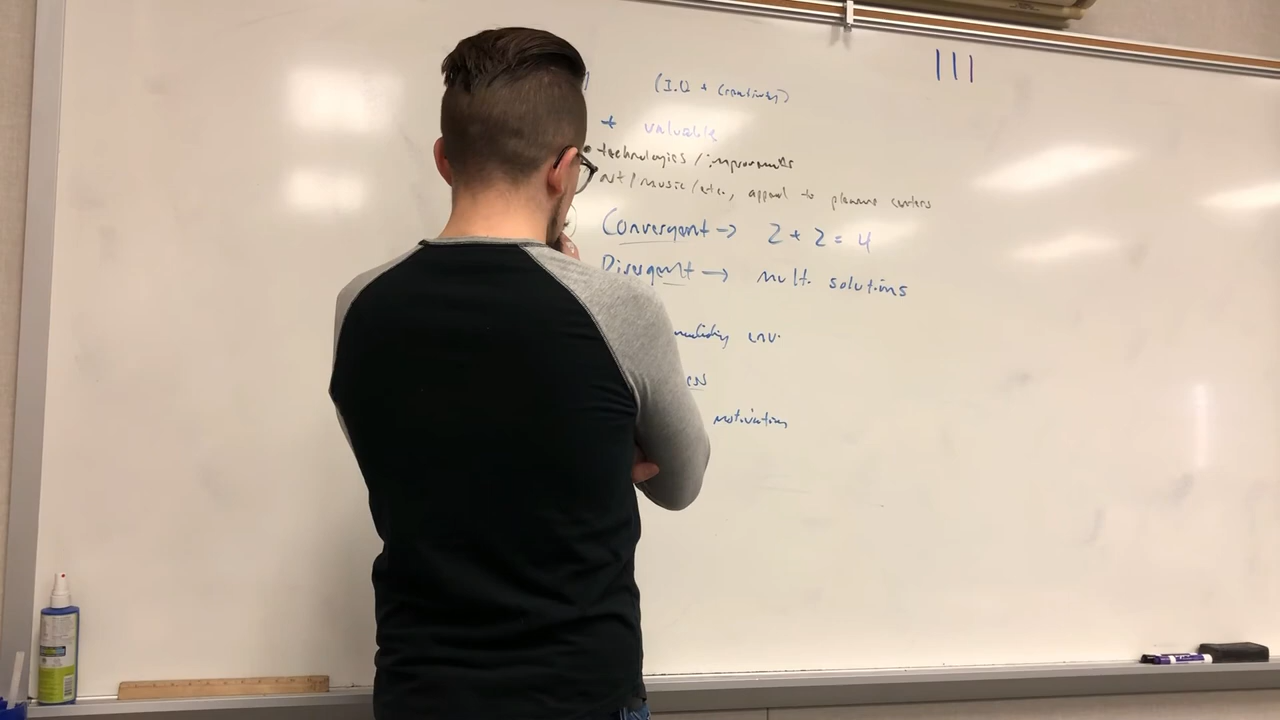 |||
(I.Q + creativity)
+ valuable
technologies/improvements
art/music/etc., appeal to pleasure centers
Convergent → 2 + 2 = 4
Divergent → mult. solutions
env.
motivation